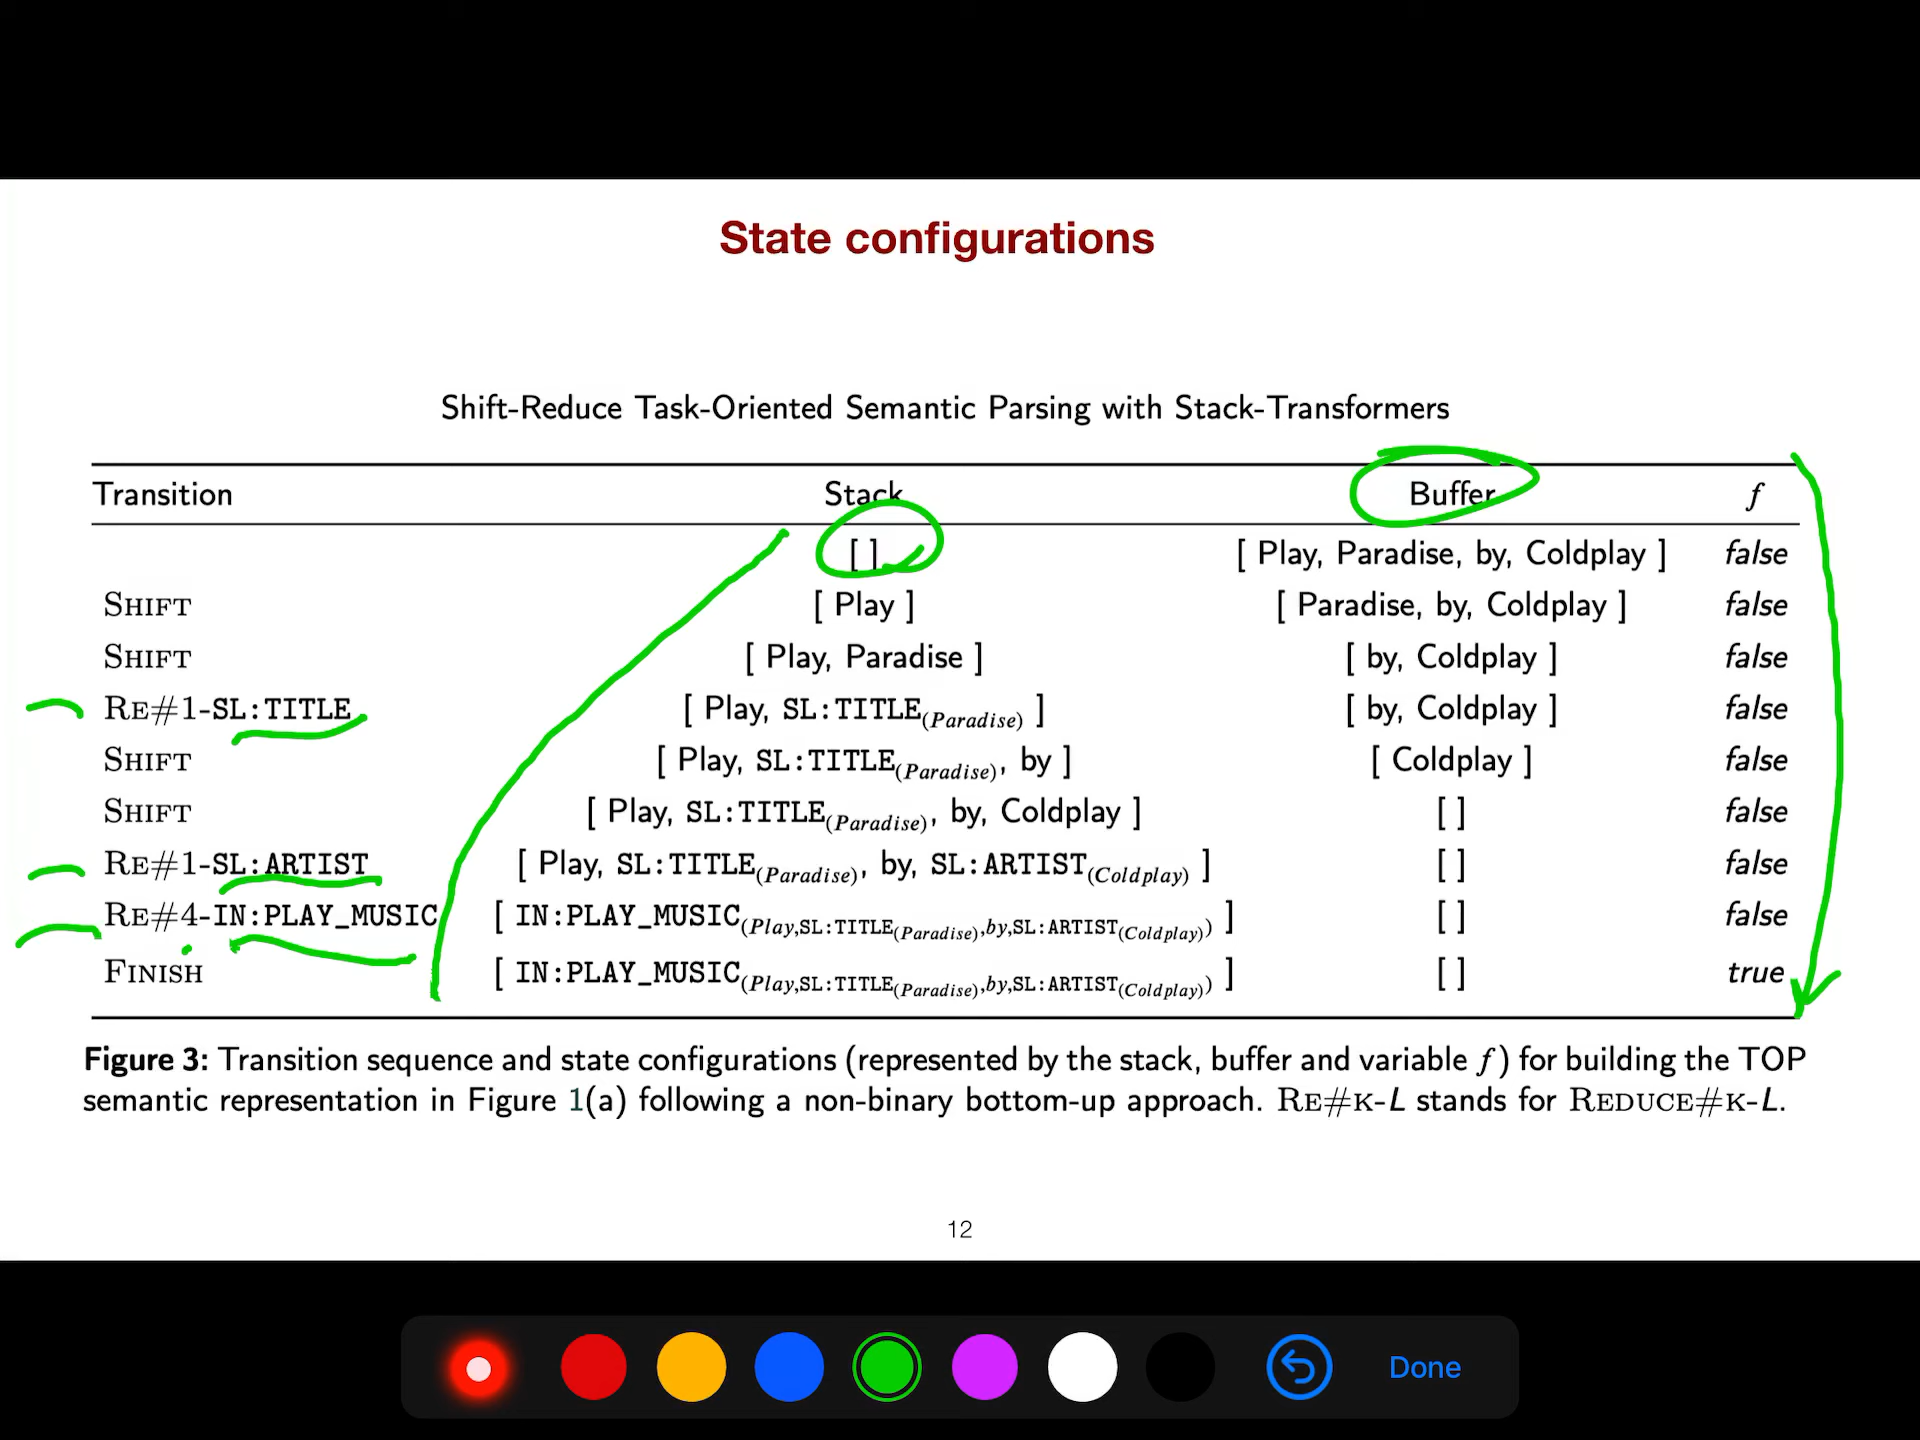 State configurations
Shift-Reduce Task-Oriented Semantic Parsing with Stack-Transformers
Transition Stack Buffer f
[ ] [ Play, Paradise, by, Coldplay ] false
SHIFT [ Play ] [ Paradise, by, Coldplay ] false
SHIFT [ Play, Paradise ] [ by, Coldplay ] false
RE#1-SL:TITLE [ Play, SL:TITLE(Paradise) ] [ by, Coldplay ] false
SHIFT [ Play, SL:TITLE(Paradise), by ] [ Coldplay ] false
SHIFT [ Play, SL:TITLE(Paradise), by, Coldplay ] [ ] false
RE#1-SL:ARTIST [ Play, SL:TITLE(Paradise), by, SL:ARTIST(Coldplay) ] [ ] false
RE#4-IN:PLAY_MUSIC [ IN:PLAY_MUSIC(Play,SL:TITLE(Paradise),by,SL:ARTIST(Coldplay)) ] [ ] false
FINISH [ IN:PLAY_MUSIC(Play,SL:TITLE(Paradise),by,SL:ARTIST(Coldplay)) ] [ ] true
Figure 3: Transition sequence and state configurations (represented by the stack, buffer and variable f) for building the TOP
semantic representation in Figure 1(a) following a non-binary bottom-up approach. RE#K-L stands for REDUCE#K-L.
12
Done